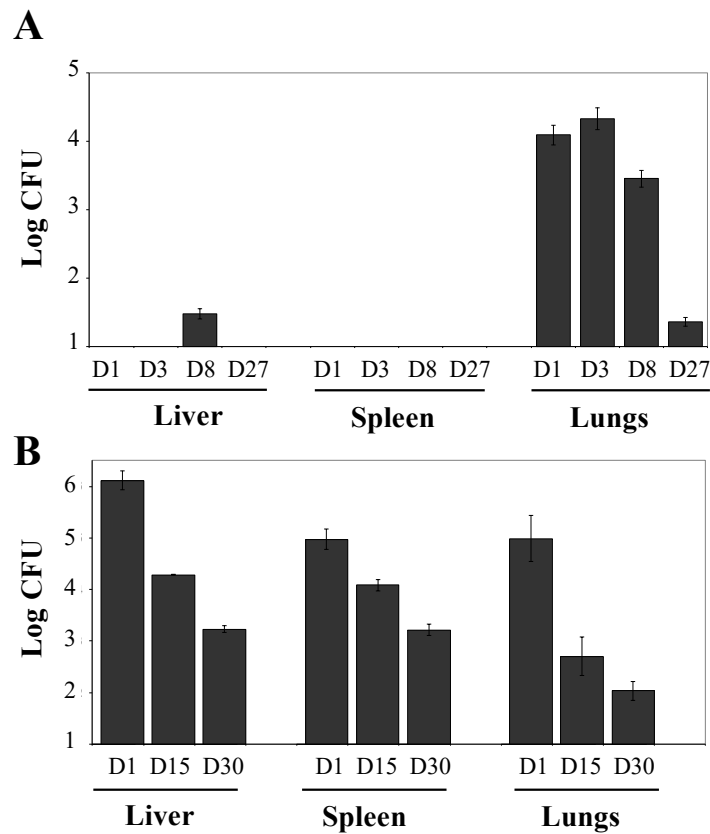 A
Log CFU
5
4
3
2
1
D1 D3 D8 D27 D1 D3 D8 D27 D1 D3 D8 D27
Liver Spleen Lungs
B
Log CFU
6
5
4
3
2
1
D1 D15 D30 D1 D15 D30 D1 D15 D30
Liver Spleen Lungs